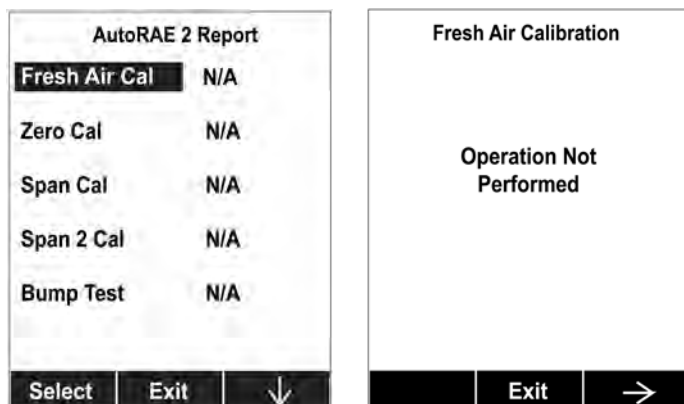 AutoRAE 2 Report
Fresh Air Cal N/A
Zero Cal N/A
Span Cal N/A
Span 2 Cal N/A
Bump Test N/A
Select Exit ↓
Fresh Air Calibration
Operation Not
Performed
Exit →